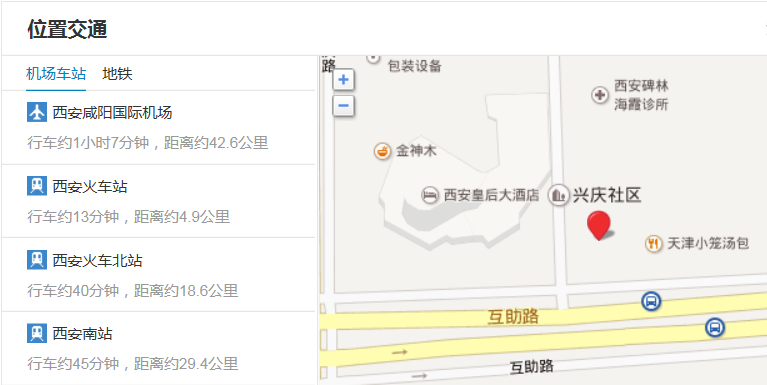 位置交通
机场车站 地铁
西安咸阳国际机场
行车约1小时7分钟，距离约42.6公里
西安火车站
行车约13分钟，距离约4.9公里
西安火车北站
行车约40分钟，距离约18.6公里
西安南站
行车约45分钟，距离约29.4公里
路
包装设备
西安碑林
海霞诊所
金神木
西安皇后大酒店
兴庆社区
天津小笼汤包
互助路
互助路